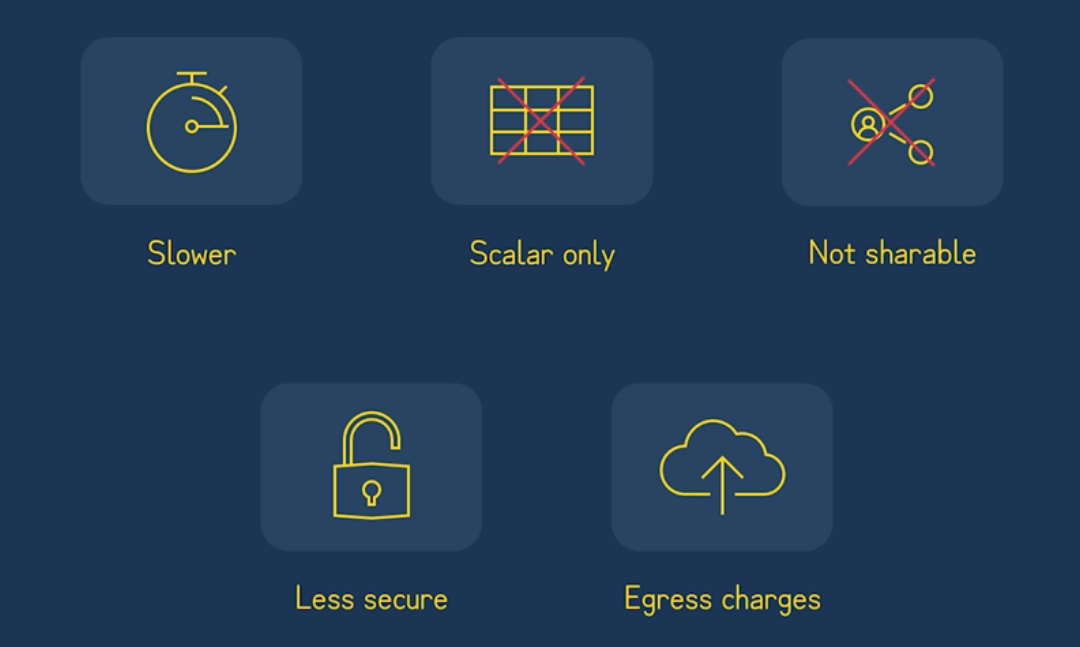 Slower
Scalar only
Not sharable
Less secure
Egress charges